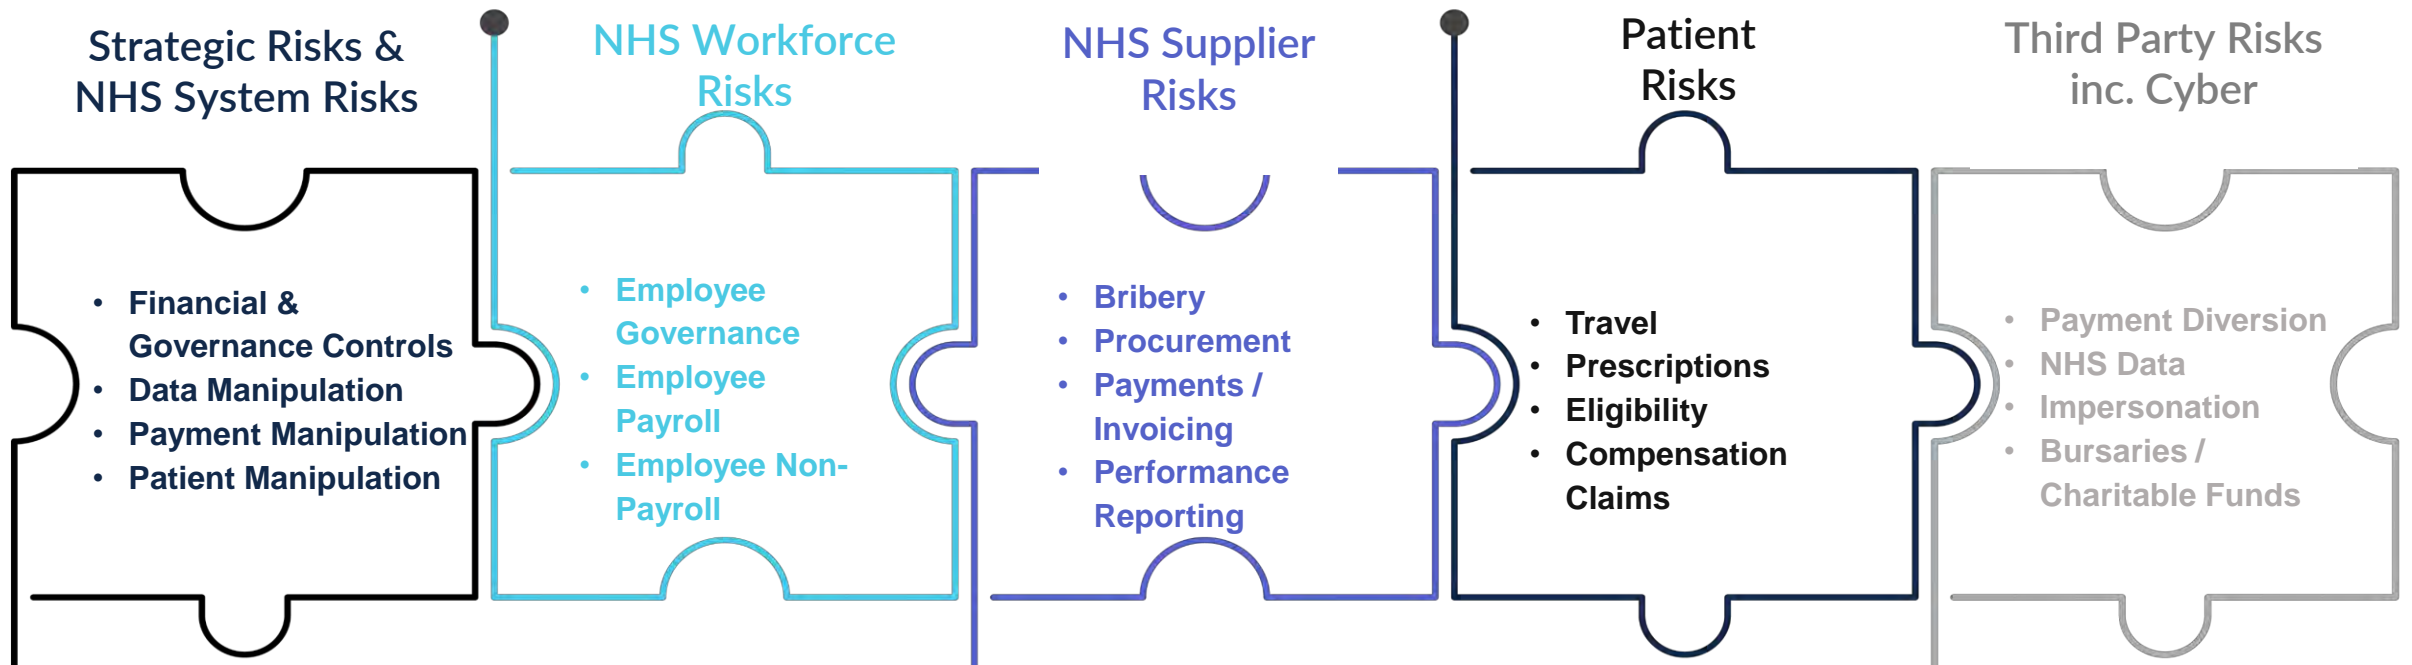 Strategic Risks &
NHS System Risks
• Financial &
Governance Controls
• Data Manipulation
• Payment Manipulation
• Patient Manipulation
NHS Workforce
Risks
• Employee
Governance
• Employee
Payroll
• Employee Non-
Payroll
NHS Supplier
Risks
• Bribery
• Procurement
• Payments /
Invoicing
• Performance
Reporting
Patient
Risks
• Travel
• Prescriptions
• Eligibility
• Compensation
Claims
Third Party Risks
inc. Cyber
• Payment Diversion
• NHS Data
• Impersonation
• Bursaries /
Charitable Funds